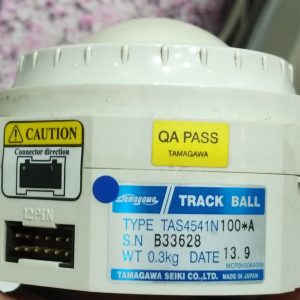 CAUTION
Connector direction
QA PASS
TAMAGAWA
12PIN
Tamagawa TRACK BALL
TYPE TAS4541N100*A
S.N B33628
WT 0.3kg DATE 13.9
TAMAGAWA SEIKI CO.,LTD. MADE IN JAPAN